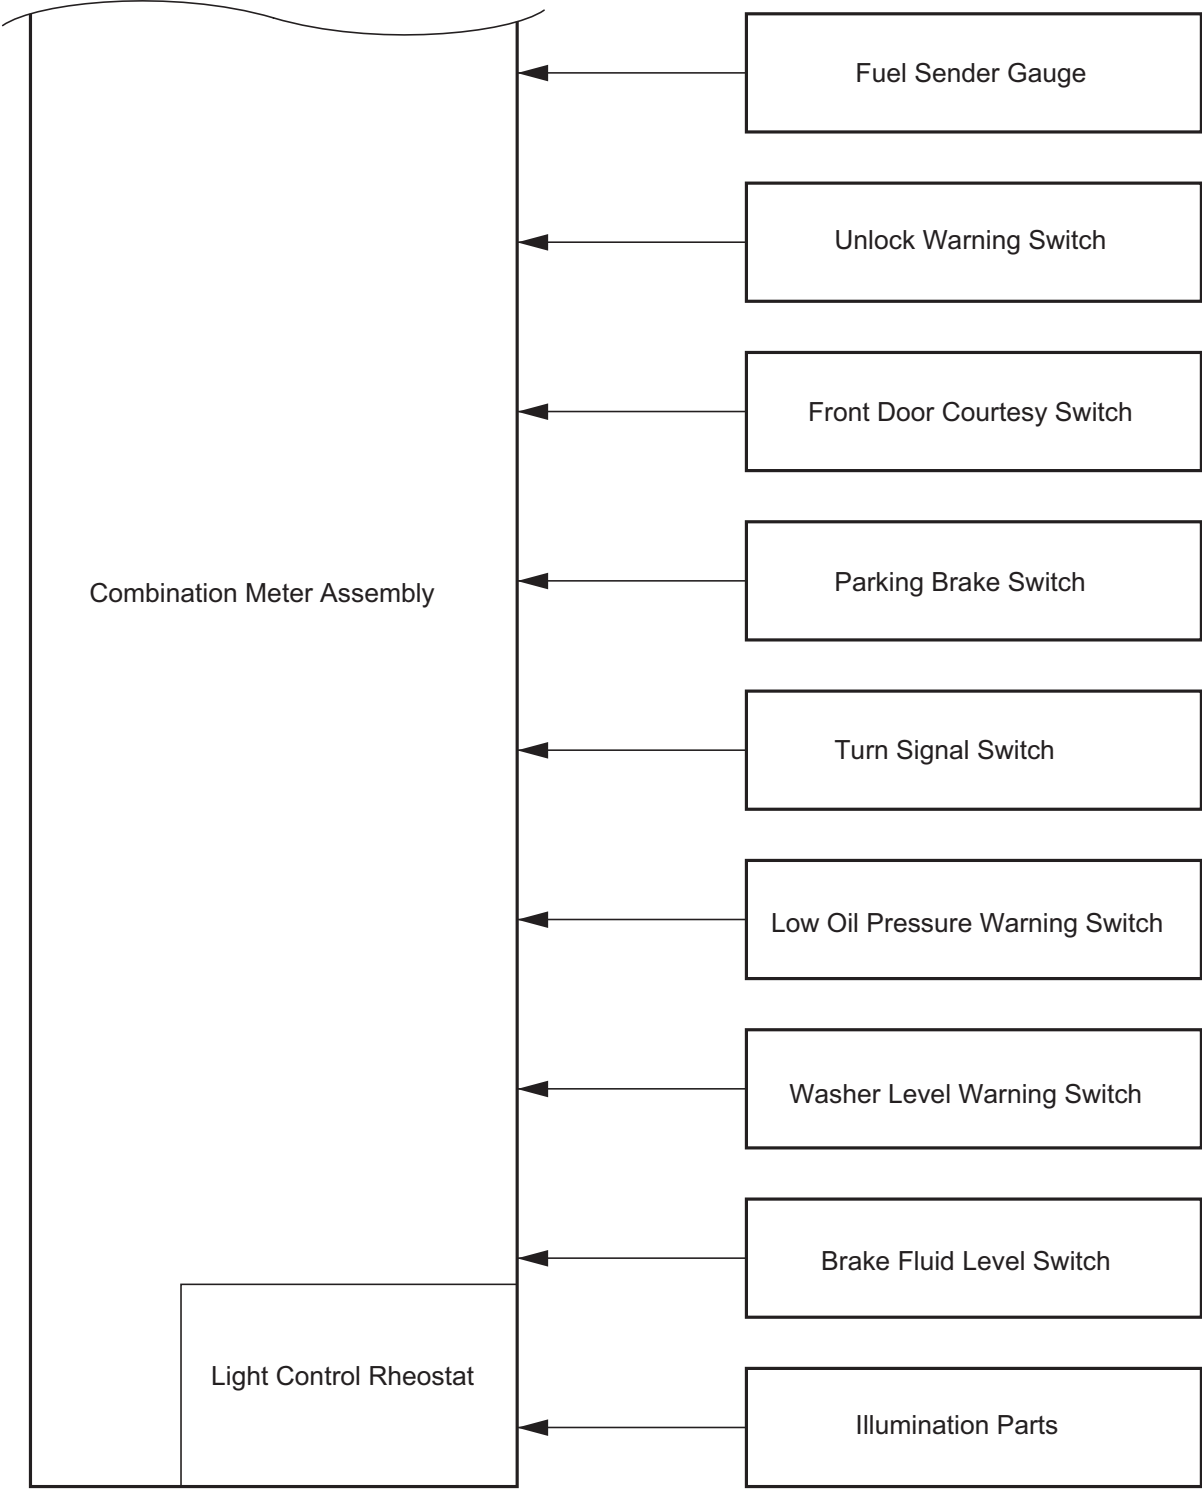 Fuel Sender Gauge
Unlock Warning Switch
Front Door Courtesy Switch
Combination Meter Assembly
Parking Brake Switch
Turn Signal Switch
Low Oil Pressure Warning Switch
Washer Level Warning Switch
Brake Fluid Level Switch
Light Control Rheostat
Illumination Parts